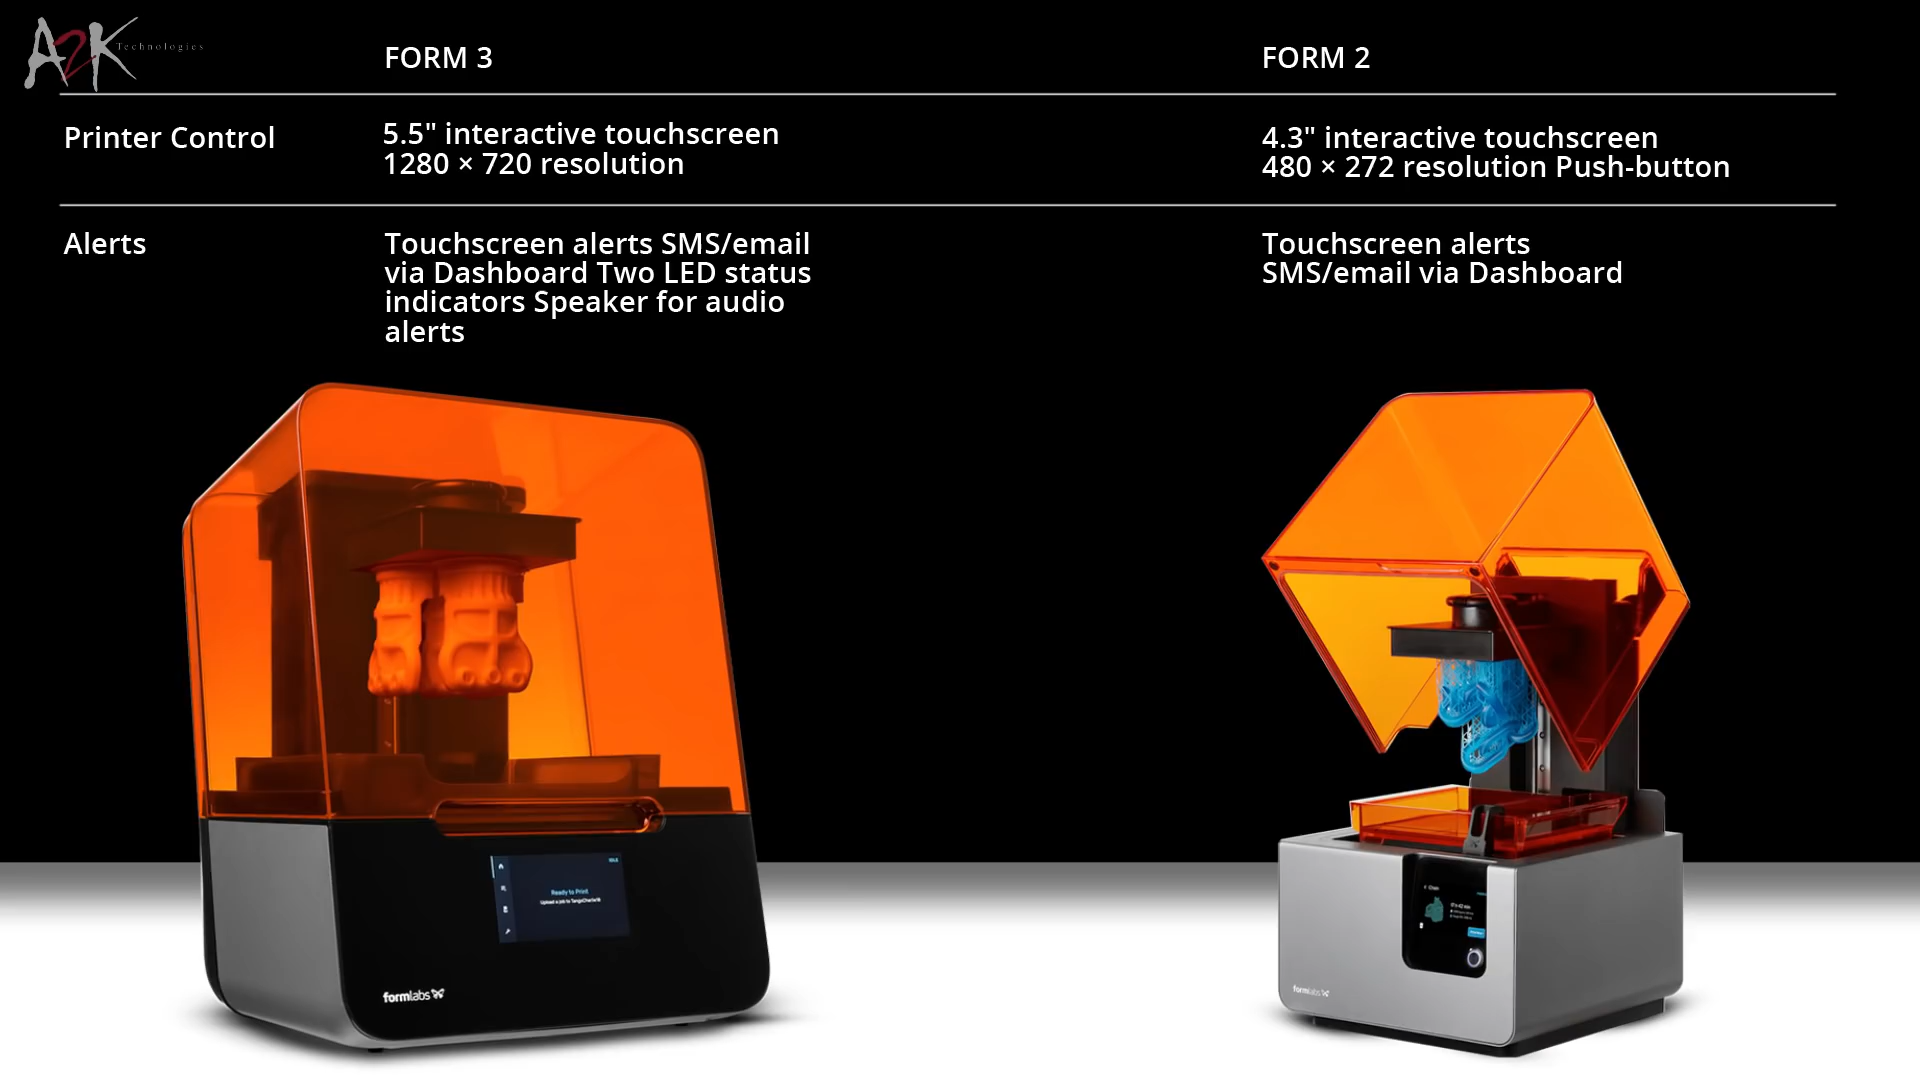 A2K Technologies
FORM 3
FORM 2
Printer Control
5.5" interactive touchscreen
1280 × 720 resolution
4.3" interactive touchscreen
480 × 272 resolution Push-button
Alerts
Touchscreen alerts SMS/email
via Dashboard Two LED status
indicators Speaker for audio
alerts
Touchscreen alerts
SMS/email via Dashboard
Ready to Print
formlabs
formlabs